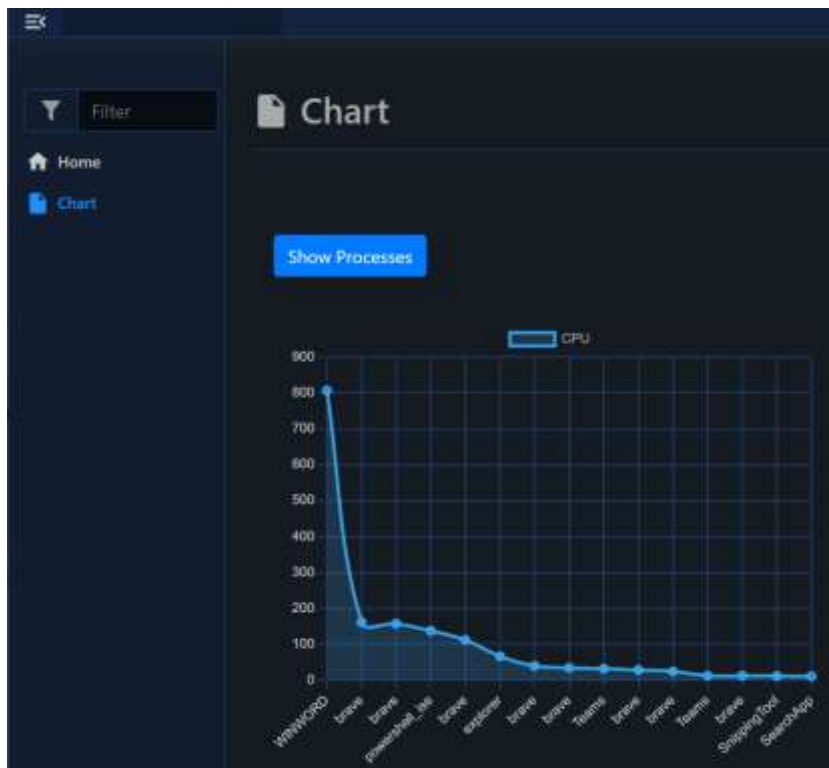 Filter
Home
Chart
Chart
Show Processes
CPU
900
800
700
600
500
400
300
200
100
0
WINWORD
brave
brave
powershell_ise
brave
explorer
brave
brave
Teams
brave
brave
Teams
brave
SnippingTool
SearchApp